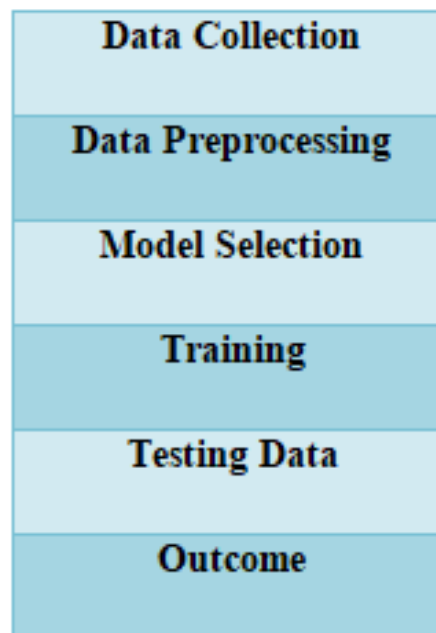 Data Collection
Data Preprocessing
Model Selection
Training
Testing Data
Outcome